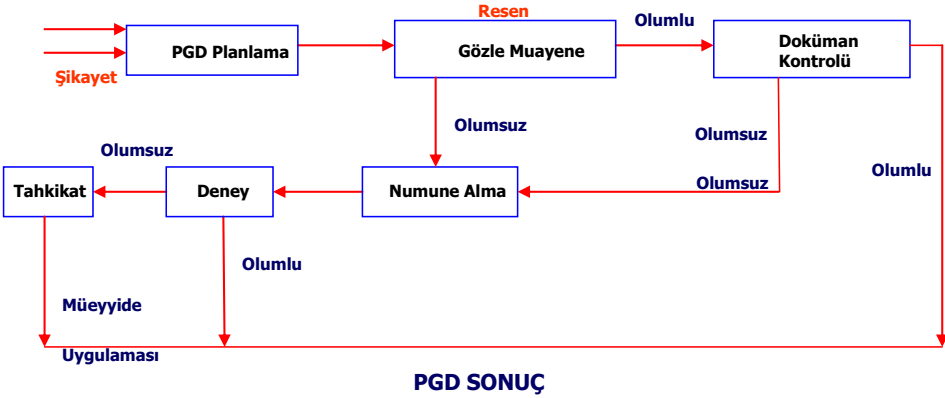 Resen
Olumlu
PGD Planlama
Gözle Muayene
Doküman
Kontrolü
Şikayet
Olumsuz
Olumsuz
Olumsuz
Olumlu
Tahkikat
Deney
Numune Alma
Olumsuz
Olumlu
Müeyyide
Uygulaması
PGD SONUÇ